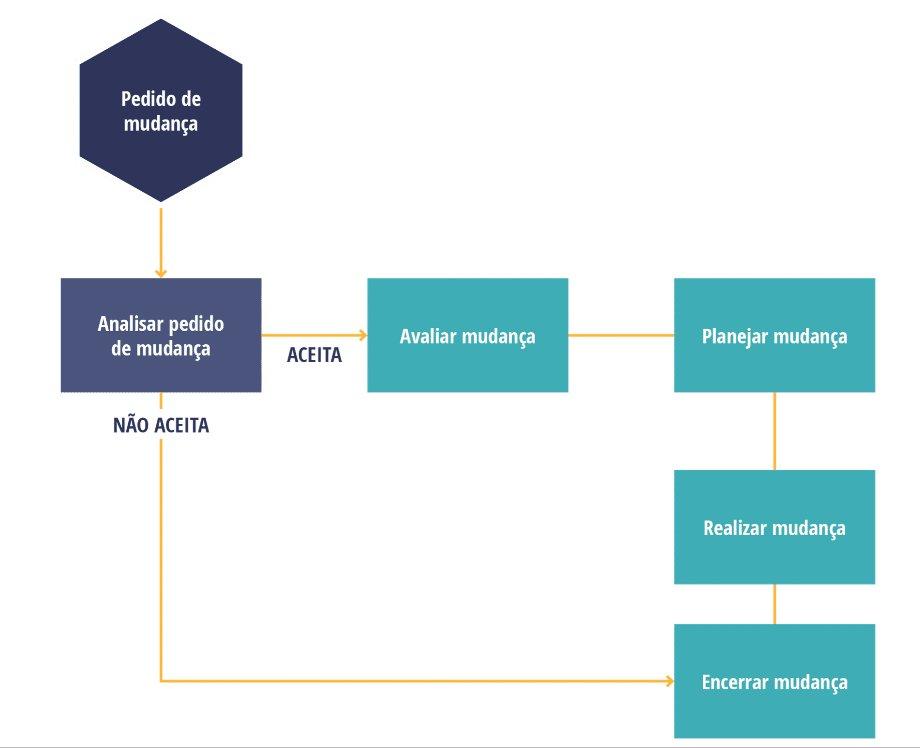 Pedido de
mudança
Analisar pedido
de mudança
ACEITA
Avaliar mudança
Planejar mudança
NÃO ACEITA
Realizar mudança
Encerrar mudança